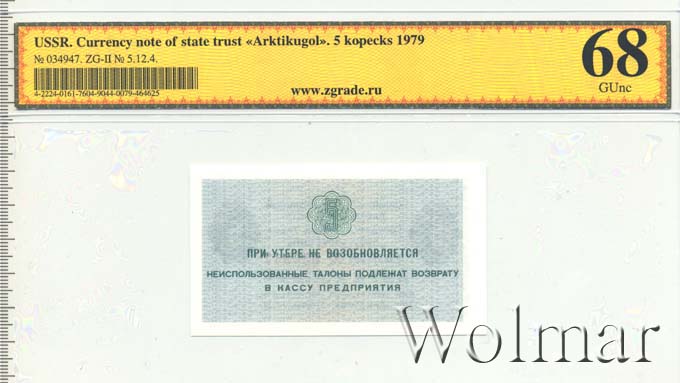 USSR. Currency note of state trust «Arktikugol». 5 kopecks 1979
№ 034947. ZG-II № 5.12.4.
4-2224-0161-7604-9044-0079-464625
www.zgrade.ru
68
GUnc
5
ПРИ УТЕРЕ НЕ ВОЗОБНОВЛЯЕТСЯ
НЕИСПОЛЬЗОВАННЫЕ ТАЛОНЫ ПОДЛЕЖАТ ВОЗВРАТУ
В КАССУ ПРЕДПРИЯТИЯ
Wolmar